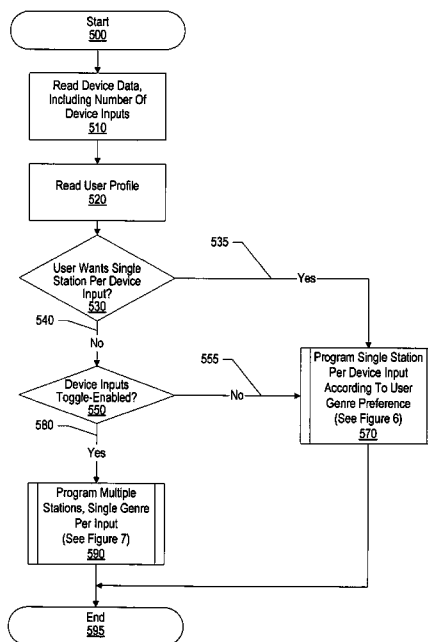 Start
500
Read Device Data,
Including Number Of
Device Inputs
510
Read User Profile
520
535
User Wants Single
Station Per Device
Input?
530
Yes
540
No
555
Device Inputs
Toggle-Enabled?
550
No
Program Single Station
Per Device Input
According To User
Genre Preference
(See Figure 6)
570
580
Yes
Program Multiple
Stations, Single Genre
Per Input
(See Figure 7)
590
End
595